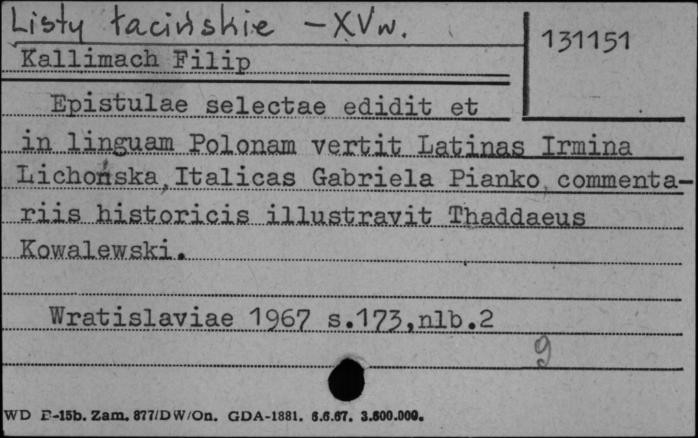 Listy łacińskie – XV w.
131151
Kallimach Filip
Epistulae selectae edidit et
in linguam Polonam vertit Latinas Irmina
Lichońska, Italicas Gabriela Pianko, commenta-
riis historicis illustravit Thaddaeus
Kowalewski.
Wratislaviae 1967 s.173,nlb.2
9
WD D-15b. Zam. 877/DW/On. GDA-1881. 6.6.67. 3.600.000.